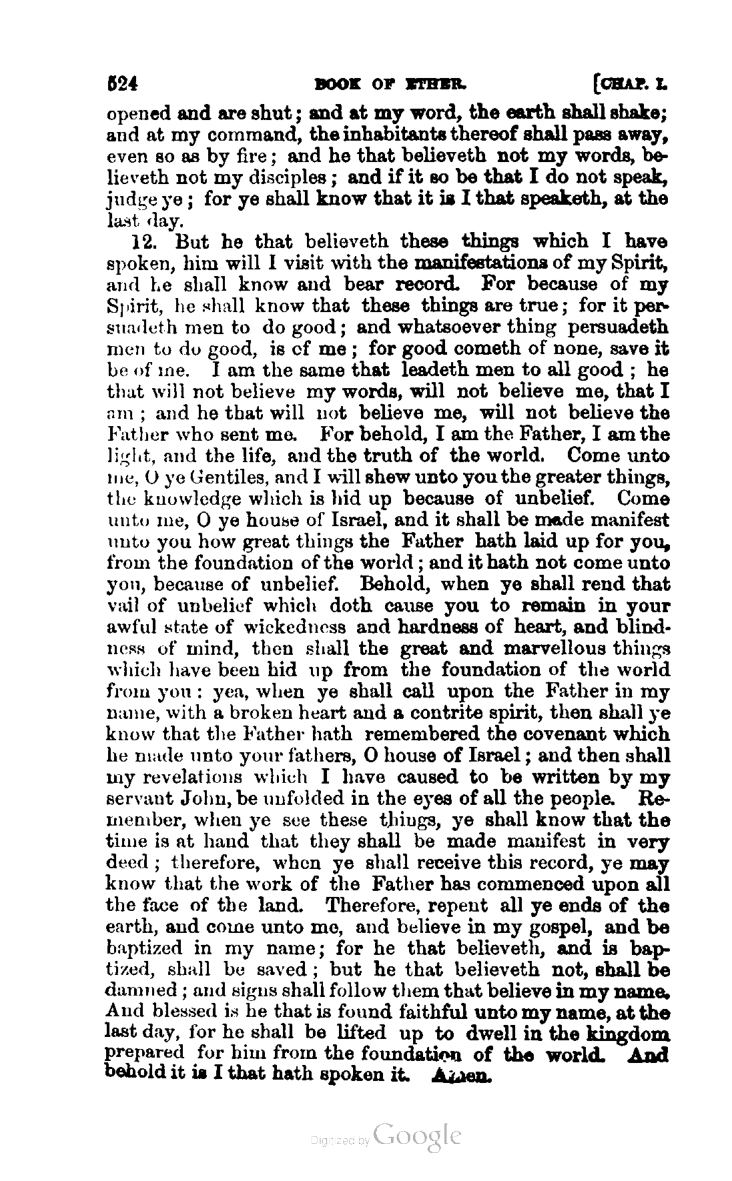 524 BOOK OF ETHER. [CHAP. I.
opened and are shut; and at my word, the earth shall shake;
and at my command, the inhabitants thereof shall pass away,
even so as by fire; and he that believeth not my words, be-
lieveth not my disciples; and if it so be that I do not speak,
judge ye; for ye shall know that it is I that speaketh, at the
last day.
12. But he that believeth these things which I have
spoken, him will I visit with the manifestations of my Spirit,
and he shall know and bear record. For because of my
Spirit, he shall know that these things are true; for it per-
suadeth men to do good; and whatsoever thing persuadeth
men to do good, is of me; for good cometh of none, save it
be of me. I am the same that leadeth men to all good; he
that will not believe my words, will not believe me, that I
am; and he that will not believe me, will not believe the
Father who sent me. For behold, I am the Father, I am the
light, and the life, and the truth of the world. Come unto
me, O ye Gentiles, and I will shew unto you the greater things,
the knowledge which is hid up because of unbelief. Come
unto me, O ye house of Israel, and it shall be made manifest
unto you how great things the Father hath laid up for you,
from the foundation of the world; and it hath not come unto
you, because of unbelief. Behold, when ye shall rend that
vail of unbelief which doth cause you to remain in your
awful state of wickedness and hardness of heart, and blind-
ness of mind, then shall the great and marvellous things
which have been hid up from the foundation of the world
from you: yea, when ye shall call upon the Father in my
name, with a broken heart and a contrite spirit, then shall ye
know that the Father hath remembered the covenant which
he made unto your fathers, O house of Israel; and then shall
my revelations which I have caused to be written by my
servant John, be unfolded in the eyes of all the people. Re-
member, when ye see these things, ye shall know that the
time is at hand that they shall be made manifest in very
deed; therefore, when ye shall receive this record, ye may
know that the work of the Father has commenced upon all
the face of the land. Therefore, repent all ye ends of the
earth, and come unto me, and believe in my gospel, and be
baptized in my name; for he that believeth, and is bap-
tized, shall be saved; but he that believeth not, shall be
damned; and signs shall follow them that believe in my name.
And blessed is he that is found faithful unto my name, at the
last day, for he shall be lifted up to dwell in the kingdom
prepared for him from the foundation of the world. And
behold it is I that hath spoken it. Amen.
Digitized by Google